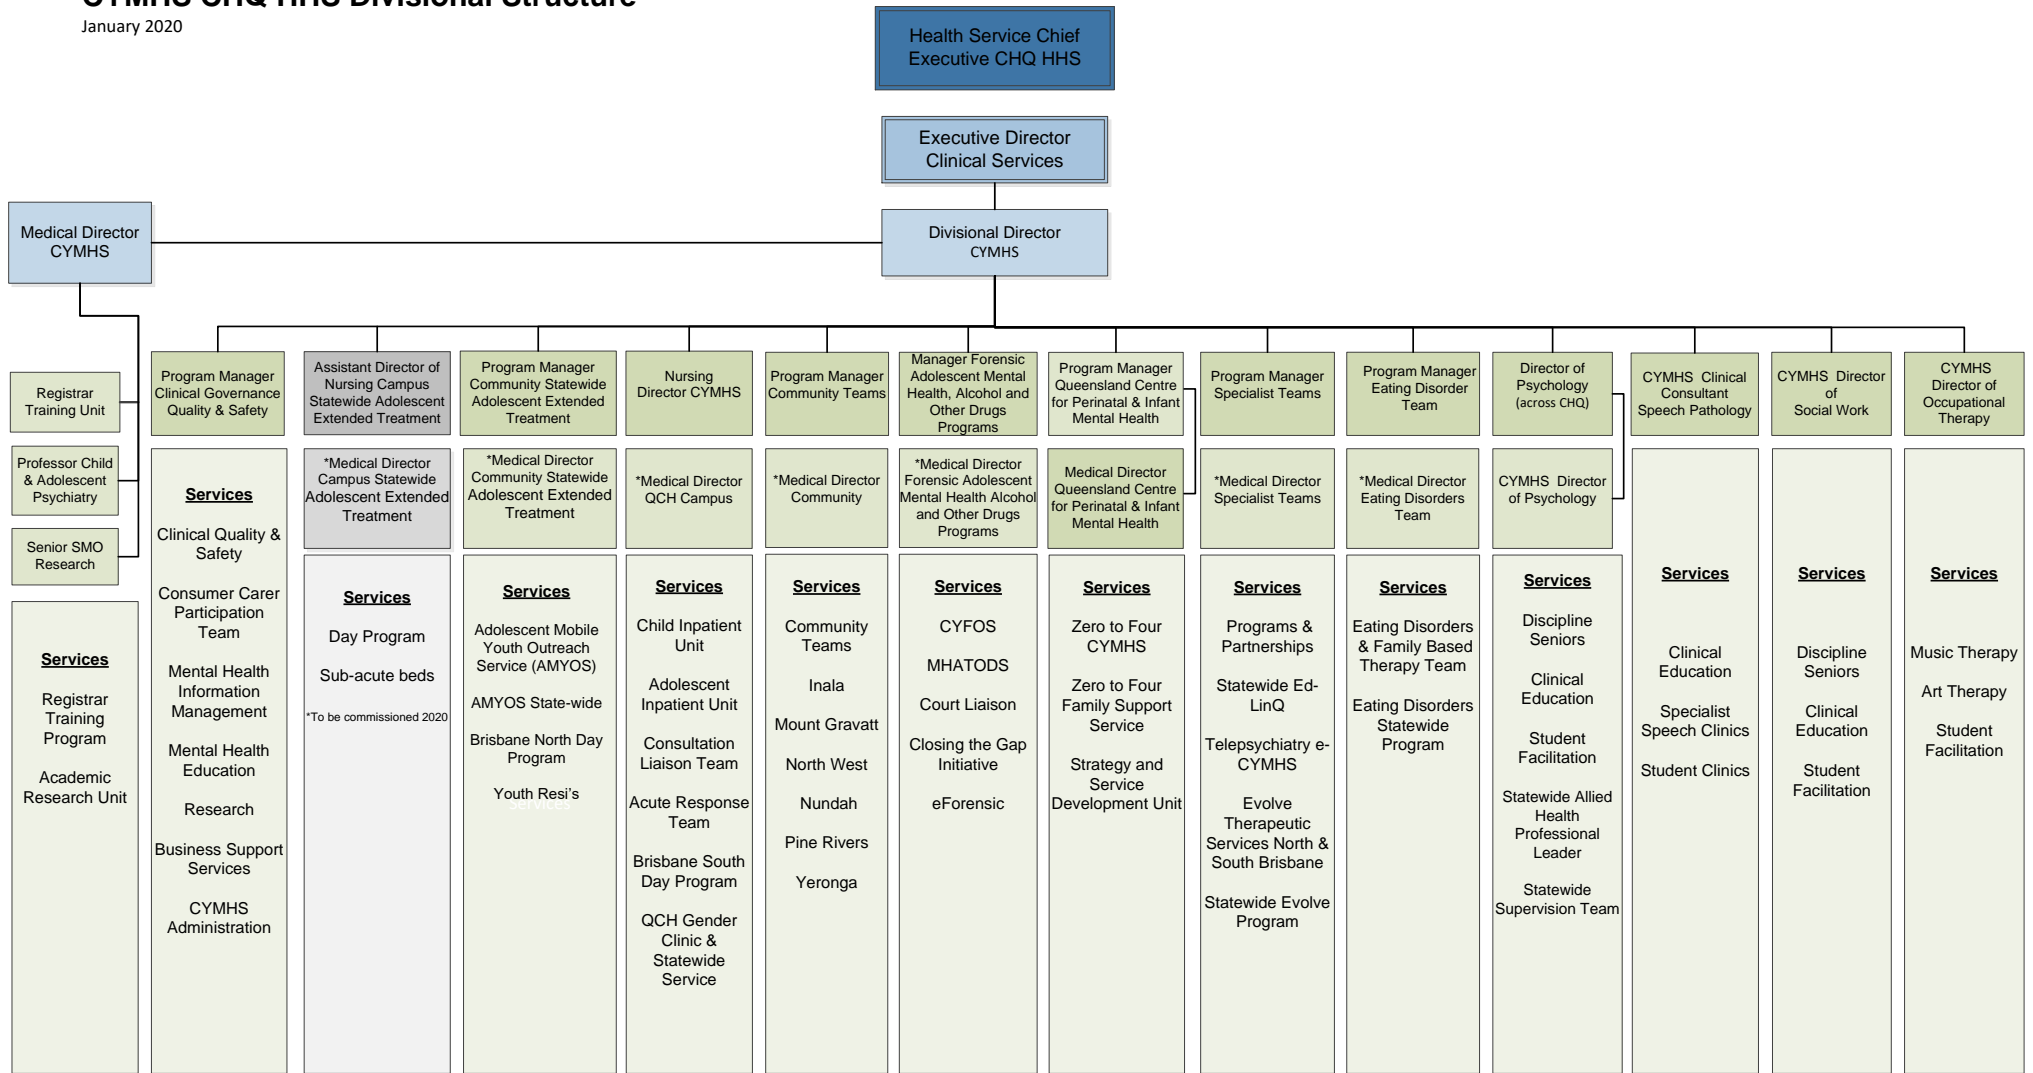 CYMHS CHQ HHS Divisional Structure
January 2020
Health Service Chief
Executive CHQ HHS
Executive Director
Clinical Services
Medical Director
CYMHS
Divisional Director
CYMHS
Registrar
Training Unit
Professor Child
& Adolescent
Psychiatry
Senior SMO
Research
Services
Registrar
Training
Program
Academic
Research Unit
Program Manager
Clinical Governance
Quality & Safety
Services
Clinical Quality &
Safety
Consumer Carer
Participation
Team
Mental Health
Information
Management
Mental Health
Education
Research
Business Support
Services
CYMHS
Administration
Assistant Director of
Nursing Campus
Statewide Adolescent
Extended Treatment
*Medical Director
Campus Statewide
Adolescent Extended
Treatment
Services
Day Program
Sub-acute beds
*To be commissioned 2020
Program Manager
Community Statewide
Adolescent Extended
Treatment
*Medical Director
Community Statewide
Adolescent Extended
Treatment
Services
Adolescent Mobile
Youth Outreach
Service (AMYOS)
AMYOS State-wide
Brisbane North Day
Program
Youth Resi's
Services
Nursing
Director CYMHS
*Medical Director
QCH Campus
Services
Child Inpatient
Unit
Adolescent
Inpatient Unit
Consultation
Liaison Team
Acute Response
Team
Brisbane South
Day Program
QCH Gender
Clinic &
Statewide
Service
Program Manager
Community Teams
*Medical Director
Community
Services
Community
Teams
Inala
Mount Gravatt
North West
Nundah
Pine Rivers
Yeronga
Manager Forensic
Adolescent Mental
Health, Alcohol and
Other Drugs
Programs
*Medical Director
Forensic Adolescent
Mental Health Alcohol
and Other Drugs
Programs
Services
CYFOS
MHATODS
Court Liaison
Closing the Gap
Initiative
eForensic
Program Manager
Queensland Centre
for Perinatal & Infant
Mental Health
Medical Director
Queensland Centre
for Perinatal & Infant
Mental Health
Services
Zero to Four
CYMHS
Zero to Four
Family Support
Service
Strategy and
Service
Development Unit
Program Manager
Specialist Teams
*Medical Director
Specialist Teams
Services
Programs &
Partnerships
Statewide Ed-
LinQ
Telepsychiatry e-
CYMHS
Evolve
Therapeutic
Services North &
South Brisbane
Statewide Evolve
Program
Program Manager
Eating Disorder
Team
*Medical Director
Eating Disorders
Team
Services
Eating Disorders
& Family Based
Therapy Team
Eating Disorders
Statewide
Program
Director of
Psychology
(across CHQ)
CYMHS Director
of Psychology
Services
Discipline
Seniors
Clinical
Education
Student
Facilitation
Statewide Allied
Health
Professional
Leader
Statewide
Supervision Team
CYMHS Clinical
Consultant
Speech Pathology
Services
Clinical
Education
Specialist
Speech Clinics
Student Clinics
CYMHS Director
of
Social Work
Services
Discipline
Seniors
Clinical
Education
Student
Facilitation
CYMHS
Director of
Occupational
Therapy
Services
Music Therapy
Art Therapy
Student
Facilitation